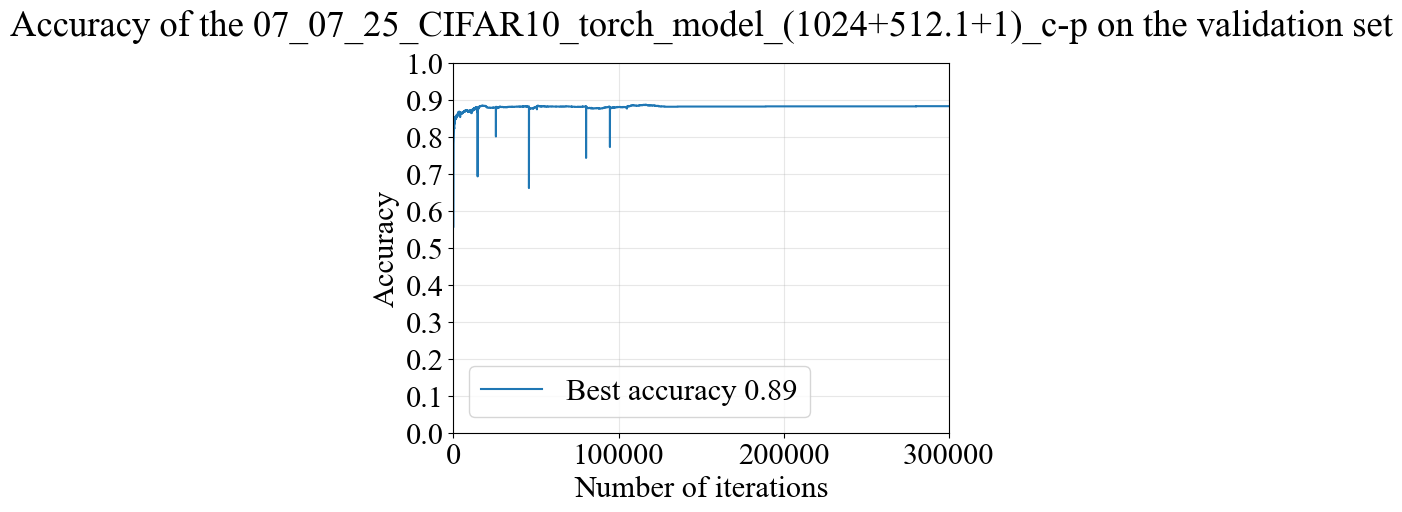 Accuracy of the 07_07_25_CIFAR10_torch_model_(1024+512.1+1)_c-p on the validation set
1.0
0.9
0.8
0.7
0.6
0.5
0.4
0.3
0.2
0.1
0.0
Accuracy
Best accuracy 0.89
0 100000 200000 300000
Number of iterations